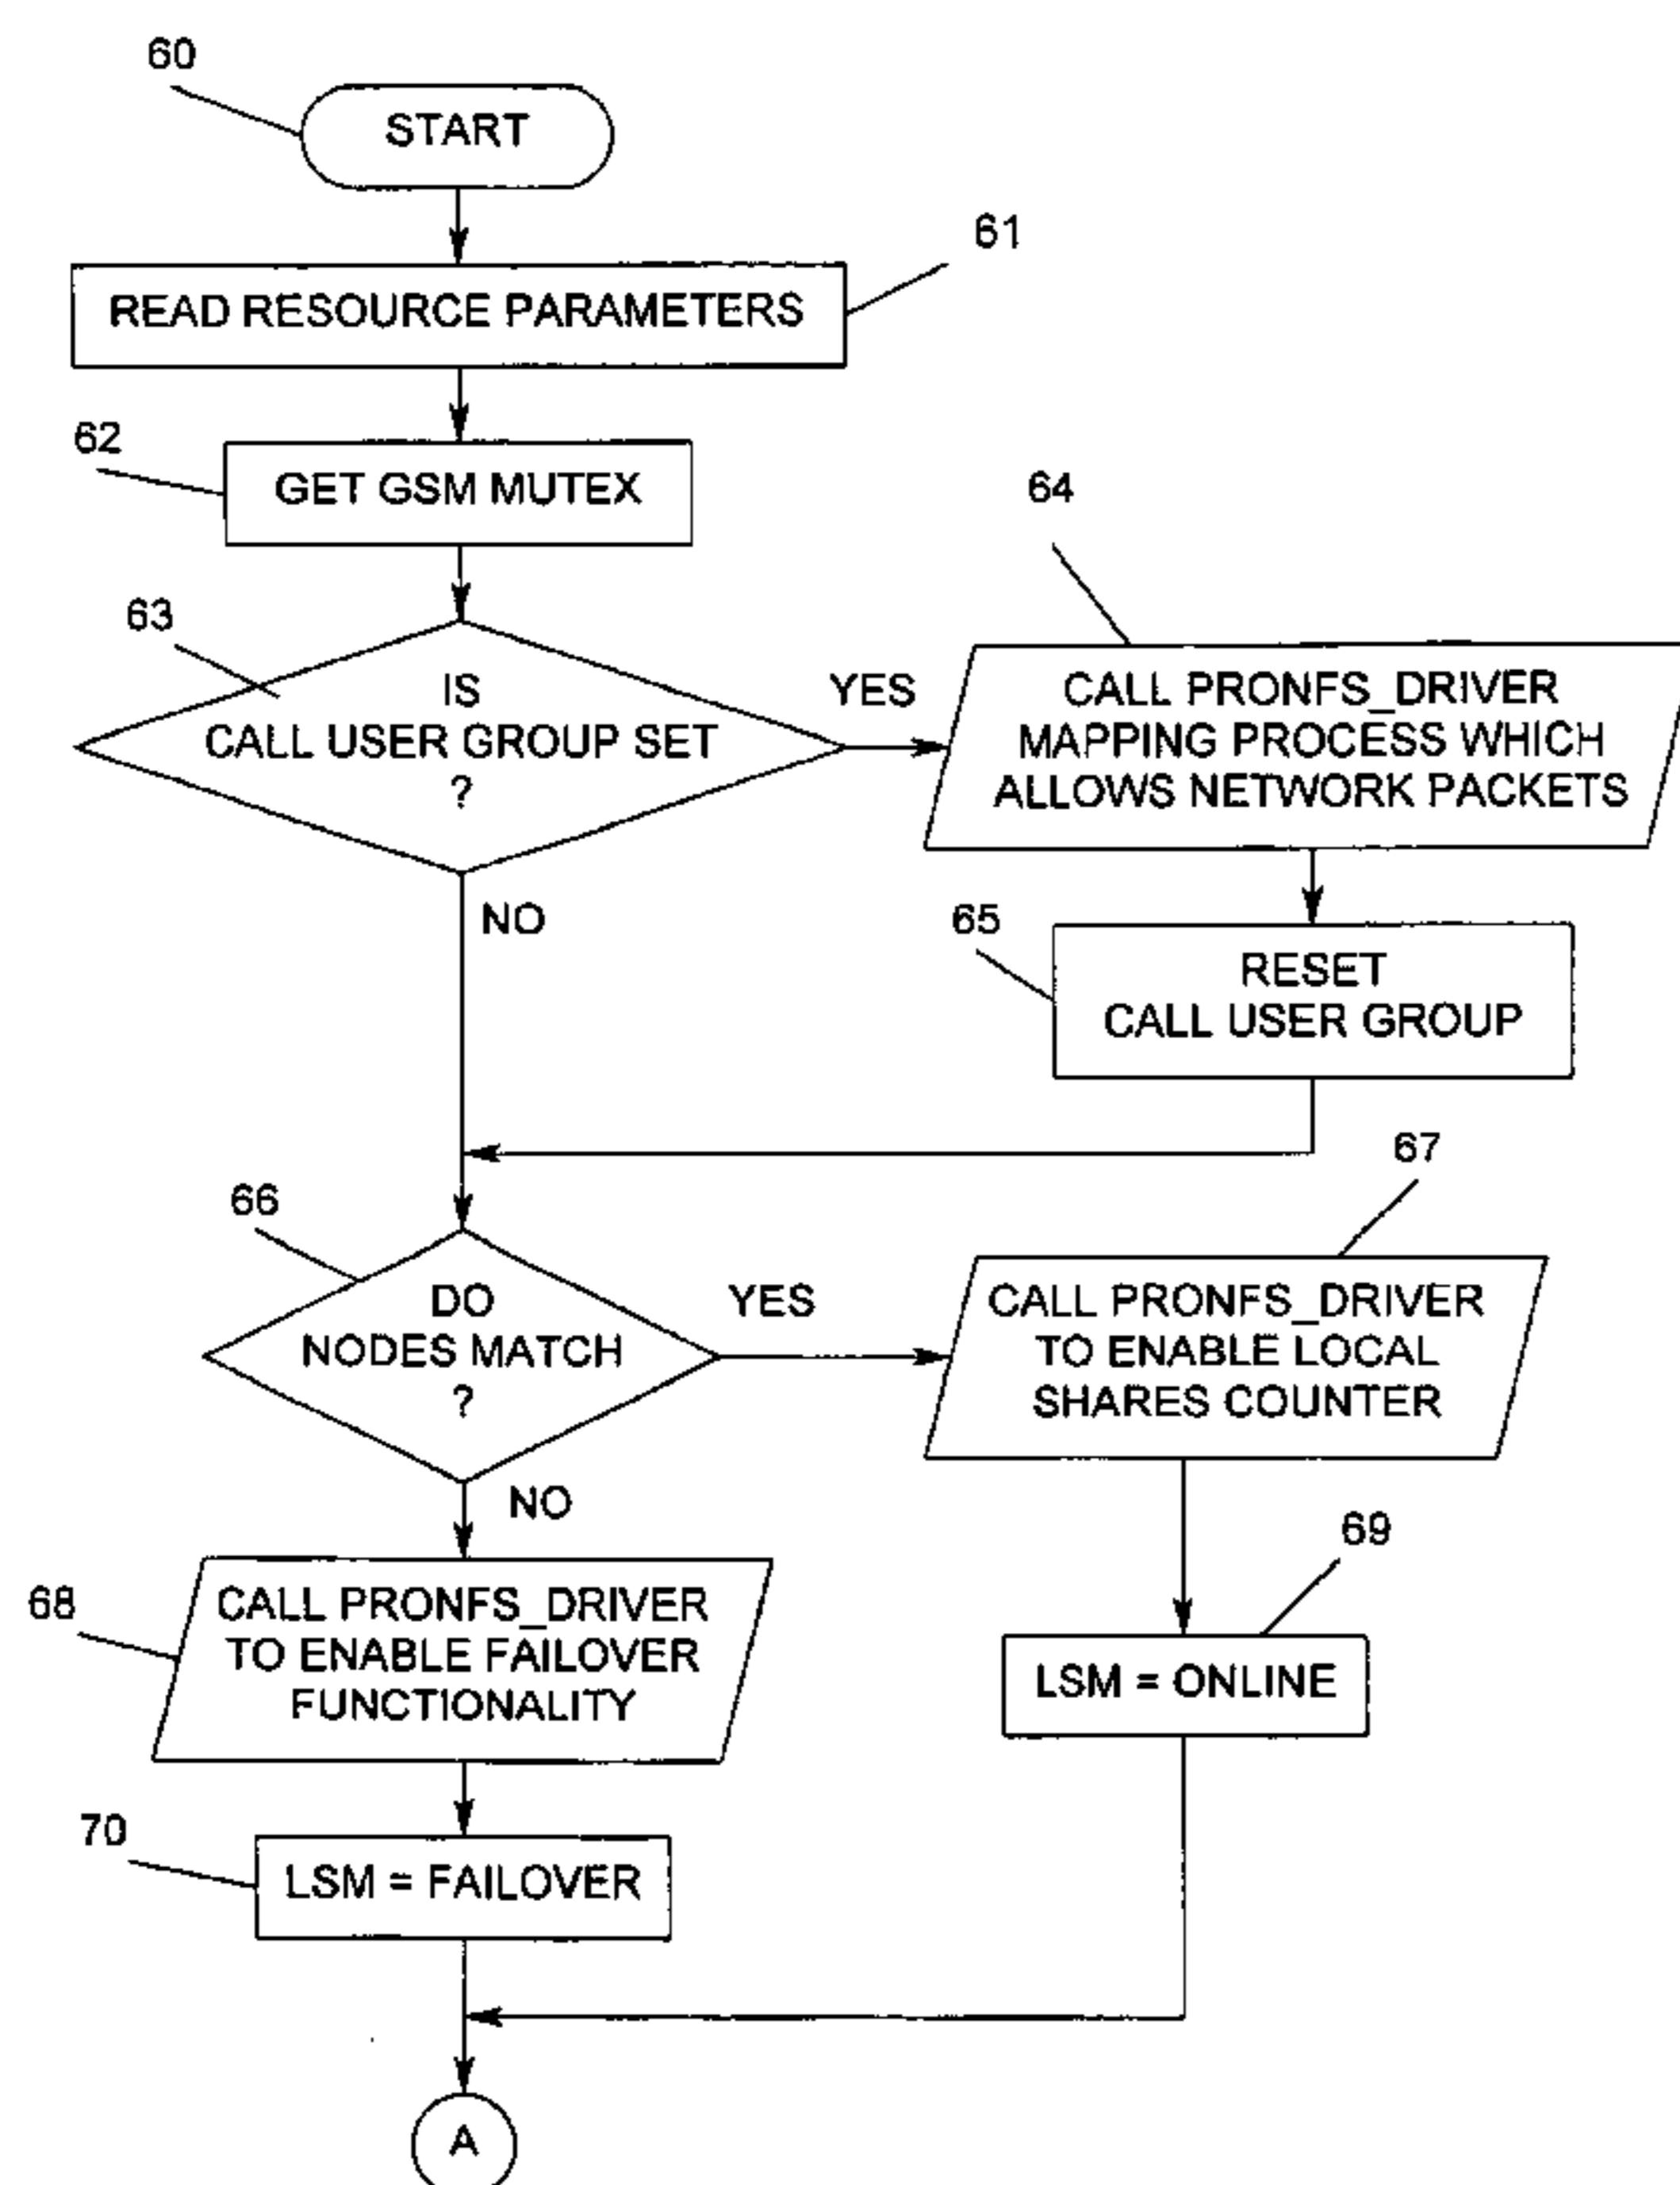 60
START
61
READ RESOURCE PARAMETERS
62
GET GSM MUTEX
63
IS
CALL USER GROUP SET
?
YES
NO
64
CALL PRONFS_DRIVER
MAPPING PROCESS WHICH
ALLOWS NETWORK PACKETS
65
RESET
CALL USER GROUP
66
DO
NODES MATCH
?
YES
NO
67
CALL PRONFS_DRIVER
TO ENABLE LOCAL
SHARES COUNTER
68
CALL PRONFS_DRIVER
TO ENABLE FAILOVER
FUNCTIONALITY
69
LSM = ONLINE
70
LSM = FAILOVER
A